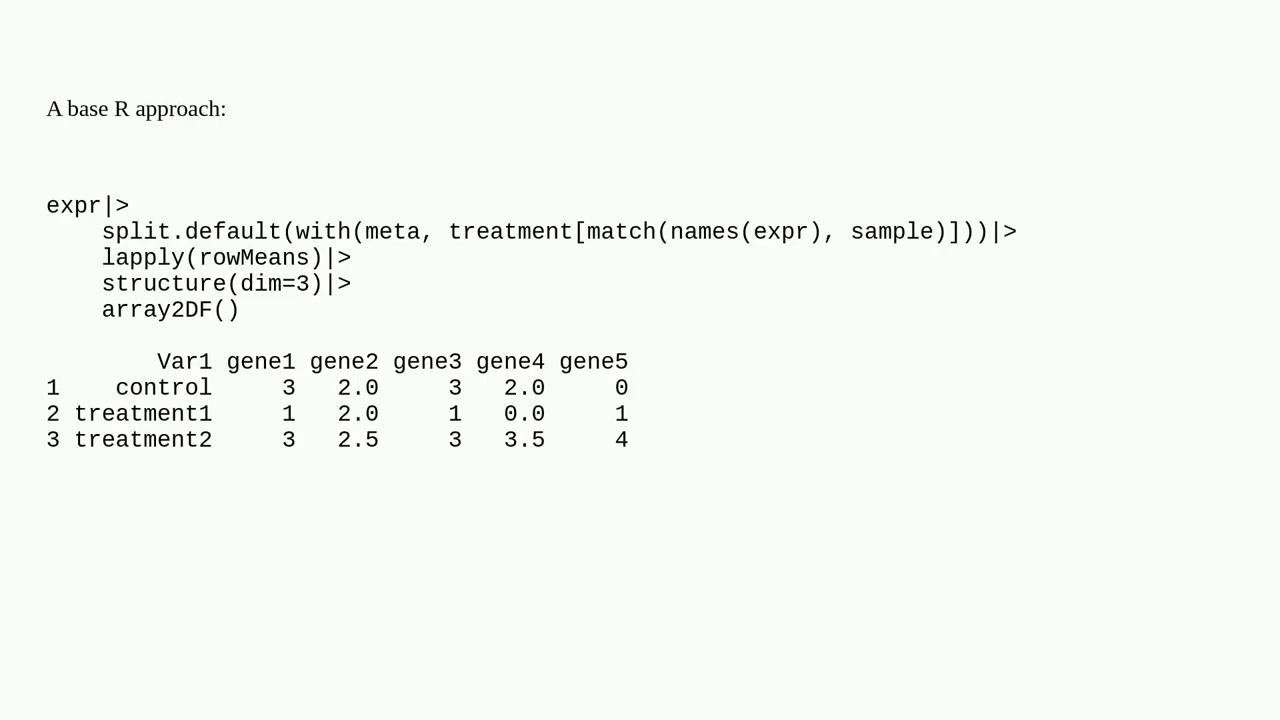 A base R approach:
expr|>
    split.default(with(meta, treatment[match(names(expr), sample)]))|>
    lapply(rowMeans)|>
    structure(dim=3)|>
    array2DF()
        Var1 gene1 gene2 gene3 gene4 gene5
1    control     3   2.0     3   2.0     0
2 treatment1     1   2.0     1   0.0     1
3 treatment2     3   2.5     3   3.5     4